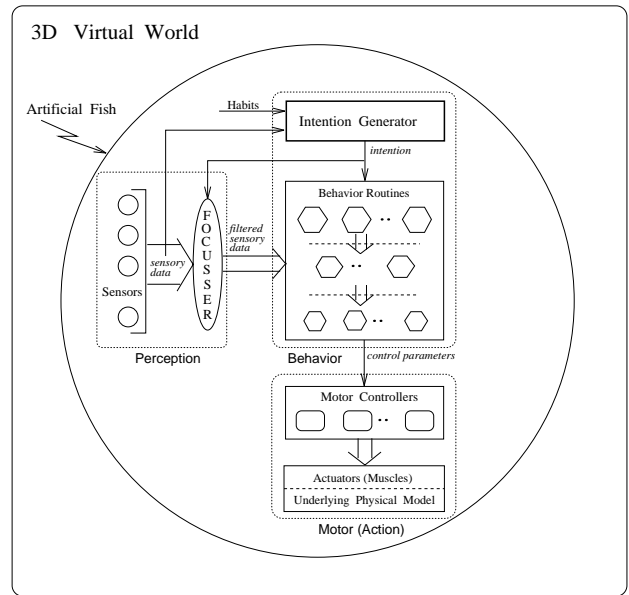 3D Virtual World
Artificial Fish
Habits
Intention Generator
intention
Behavior Routines
FOCUSSER
filtered
sensory
data
sensory
data
Sensors
Perception
Behavior
control parameters
Motor Controllers
Actuators (Muscles)
Underlying Physical Model
Motor (Action)